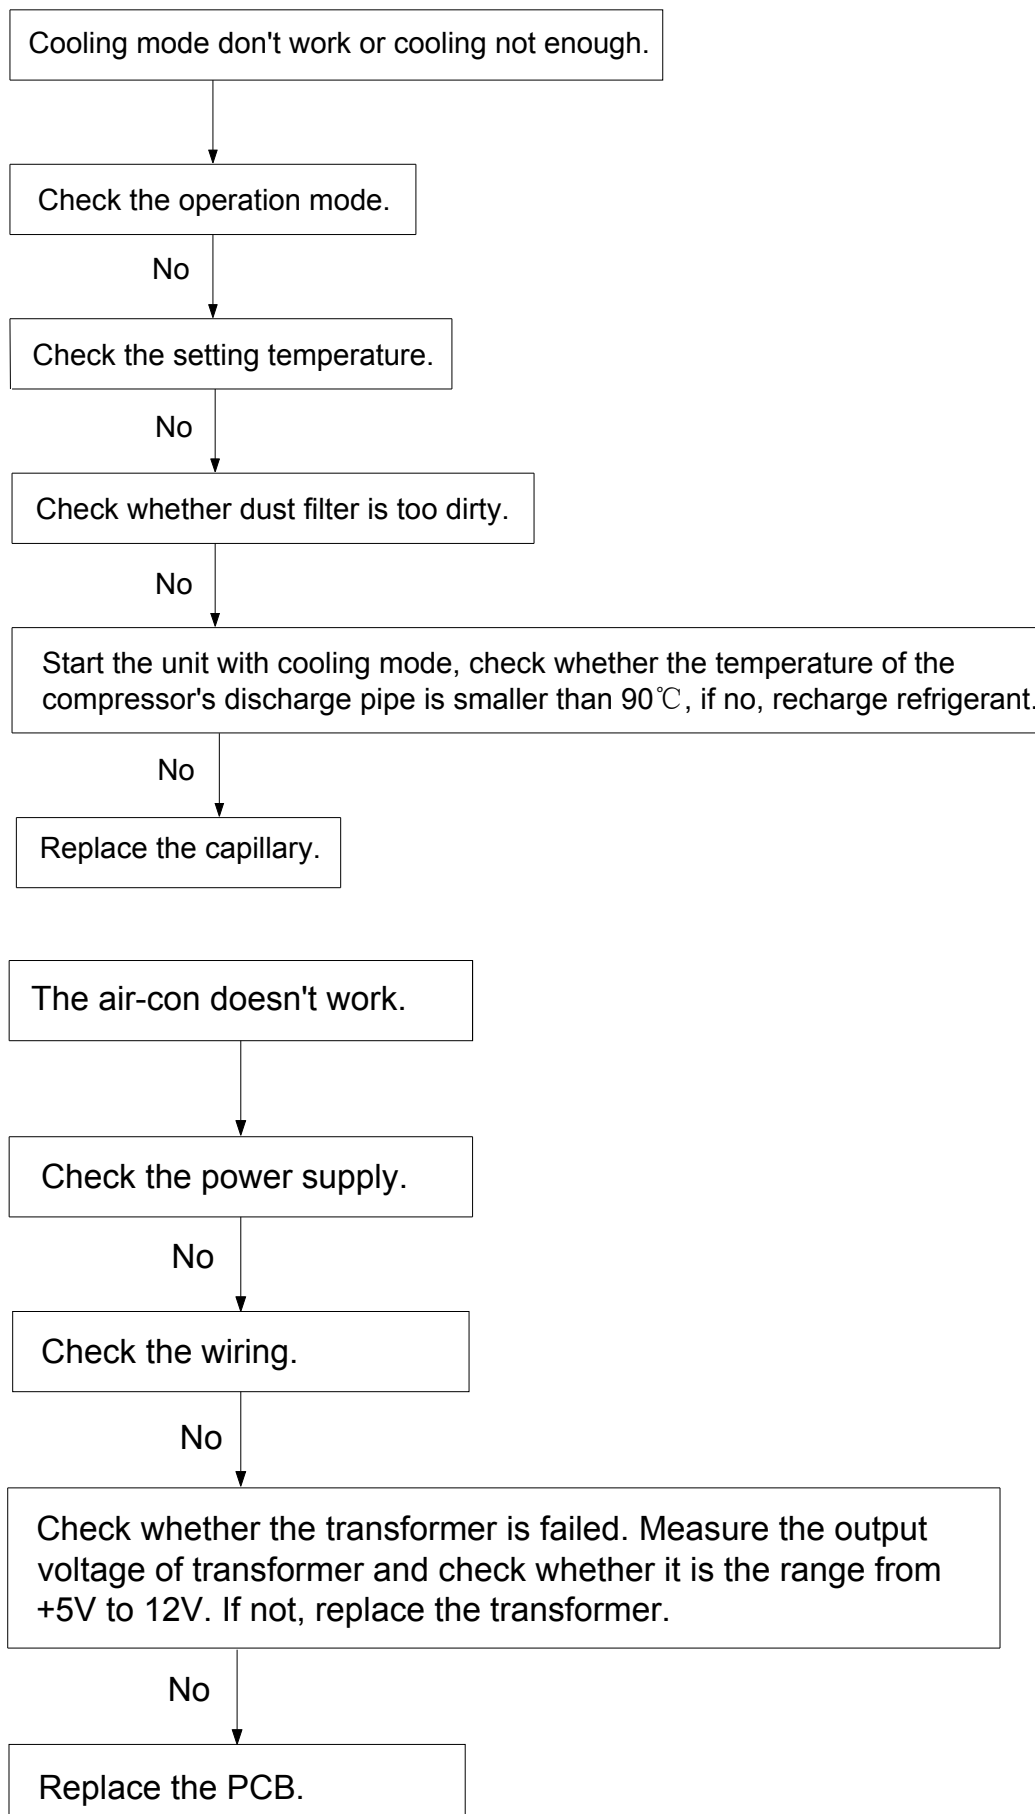 Cooling mode don't work or cooling not enough.
Check the operation mode.
No
Check the setting temperature.
No
Check whether dust filter is too dirty.
No
Start the unit with cooling mode, check whether the temperature of the
compressor's discharge pipe is smaller than 90℃, if no, recharge refrigerant.
No
Replace the capillary.
The air-con doesn't work.
Check the power supply.
No
Check the wiring.
No
Check whether the transformer is failed. Measure the output
voltage of transformer and check whether it is the range from
+5V to 12V. If not, replace the transformer.
No
Replace the PCB.